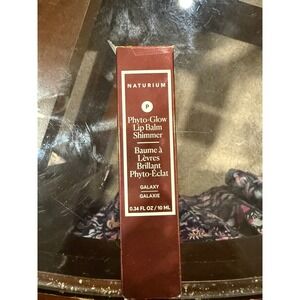 NATURIUM
P
Phyto-Glow
Lip Balm
Shimmer
Baume à
Lèvres
Brillant
Phyto-Éclat
GALAXY
GALAXIE
0.34 FL OZ / 10 ML